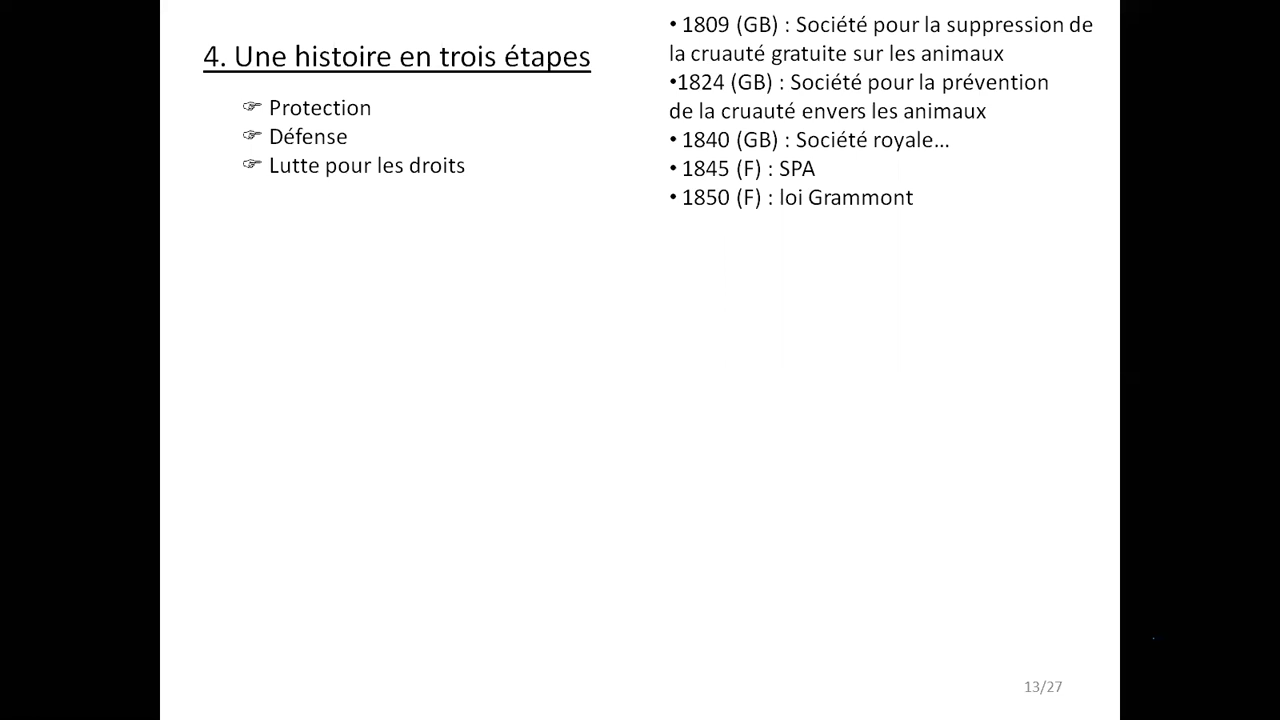 4. Une histoire en trois étapes
☞ Protection
☞ Défense
☞ Lutte pour les droits
• 1809 (GB) : Société pour la suppression de
la cruauté gratuite sur les animaux
•1824 (GB) : Société pour la prévention
de la cruauté envers les animaux
• 1840 (GB) : Société royale…
• 1845 (F) : SPA
• 1850 (F) : loi Grammont
13/27